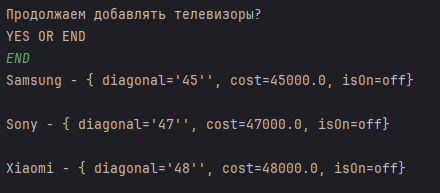 Продолжаем добавлять телевизоры?
YES OR END
END
Samsung - { diagonal='45'', cost=45000.0, isOn=off}
Sony - { diagonal='47'', cost=47000.0, isOn=off}
Xiaomi - { diagonal='48'', cost=48000.0, isOn=off}